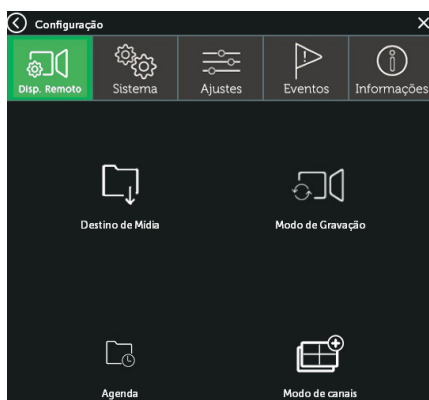 Configuração
Disp. Remoto
Sistema
Ajustes
Eventos
Informações
Destino de Mídia
Modo de Gravação
Agenda
Modo de canais